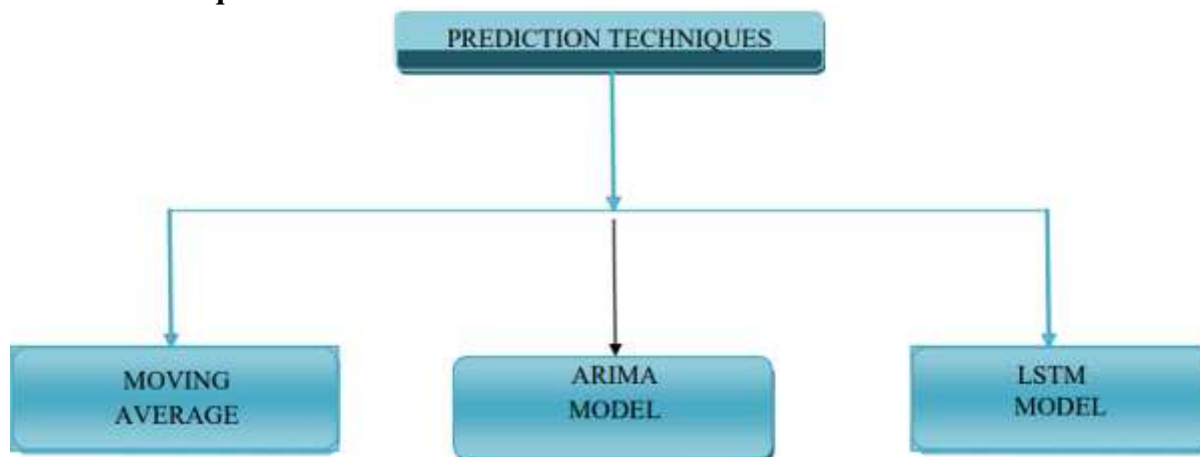 PREDICTION TECHNIQUES
MOVING
AVERAGE
ARIMA
MODEL
LSTM
MODEL